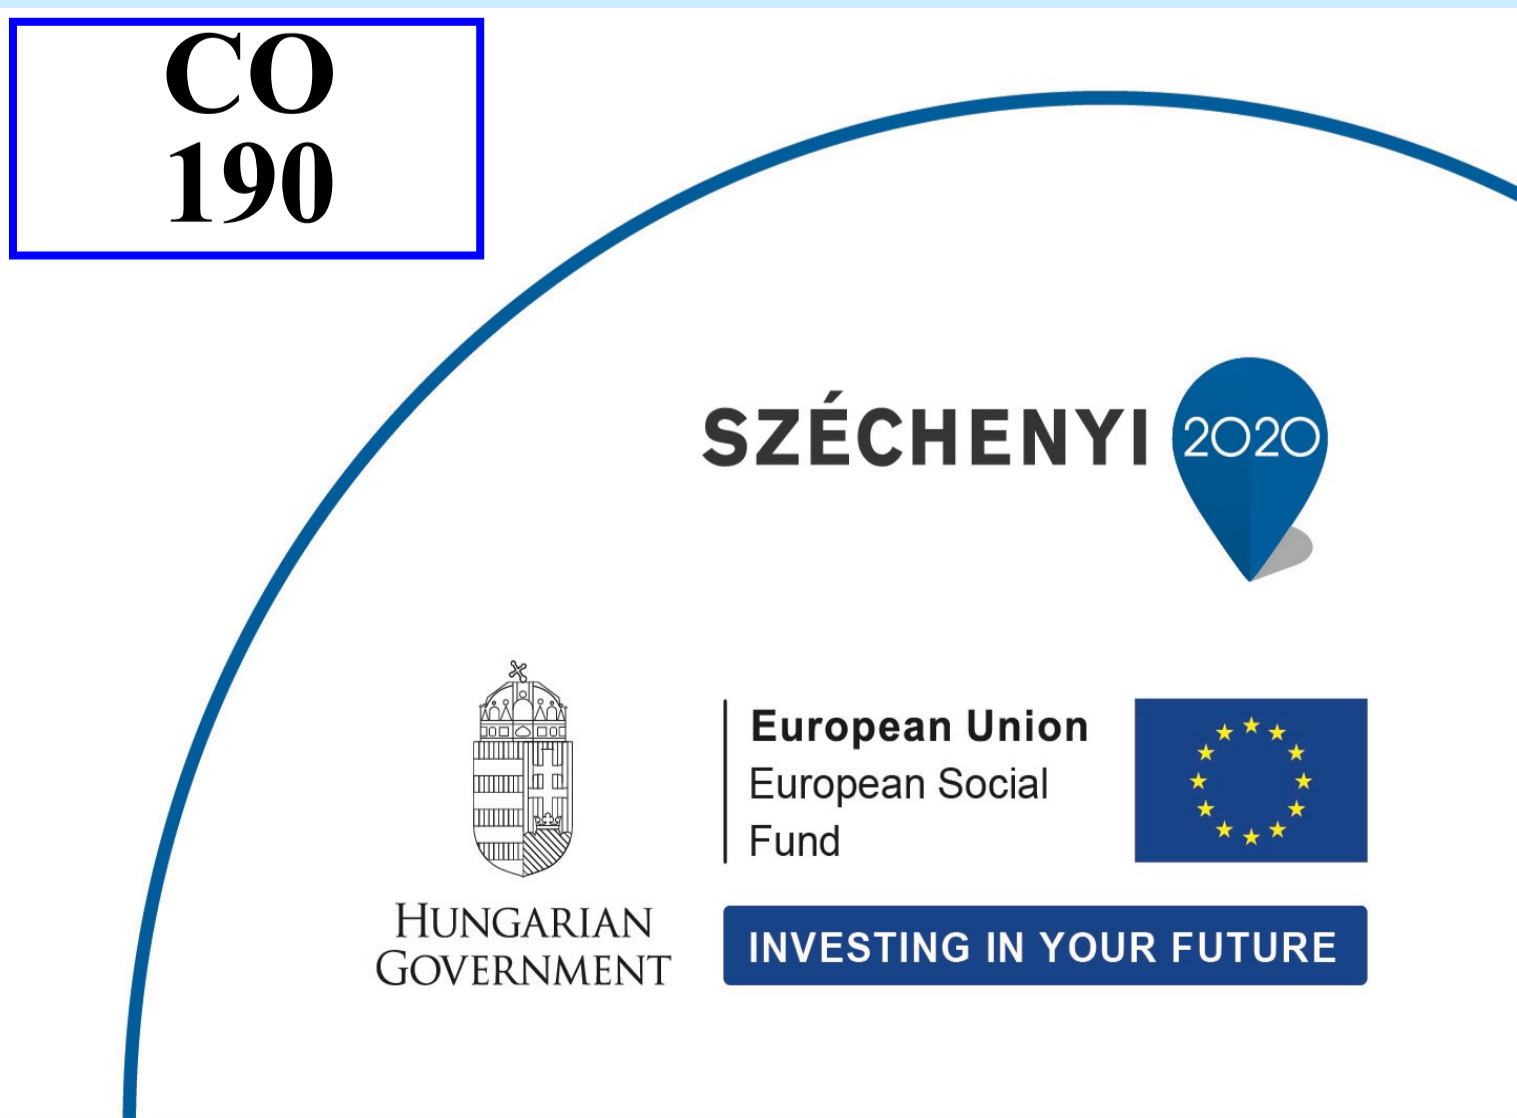 CO
190
SZÉCHENYI 2020
European Union
European Social
Fund
HUNGARIAN
GOVERNMENT
INVESTING IN YOUR FUTURE